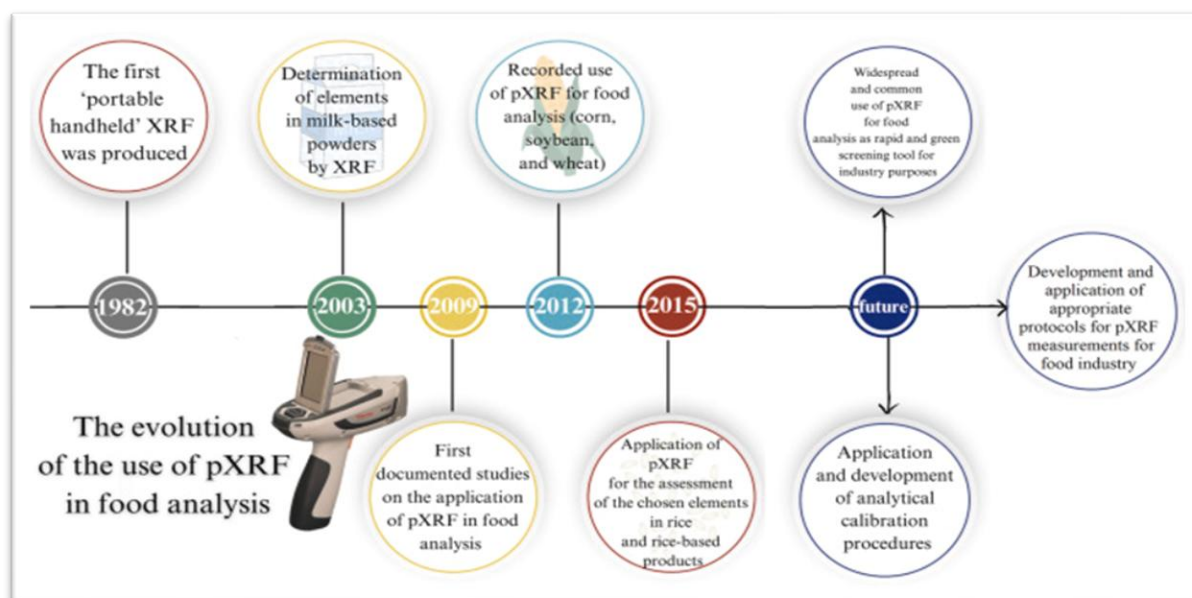 The first
‘portable
handheld’ XRF
was produced
Determination
of elements
in milk-based
powders
by XRF
Recorded use
of pXRF for food
analysis (corn,
soybean,
and wheat)
Widespread
and common
use of pXRF
for food
analysis as rapid and green
screening tool for
industry purposes
1982
2003
2009
2012
2015
future
Development and
application of
appropriate
protocols for pXRF
measurements for
food industry
The evolution
of the use of pXRF
in food analysis
First
documented studies
on the application
of pXRF in food
analysis
Application of
pXRF
for the assessment
of the chosen elements
in rice
and rice-based
products
Application
and development
of analytical
calibration
procedures